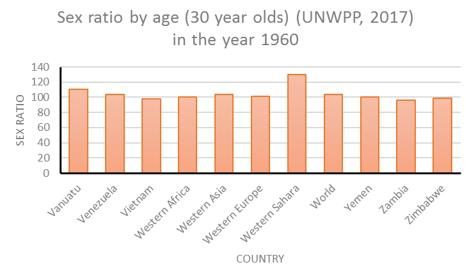 Sex ratio by age (30 year olds) (UNWPP, 2017)
in the year 1960
140
120
100
80
60
40
20
0
SEX RATIO
Vanuatu
Venezuela
Vietnam
Western Africa
Western Asia
Western Europe
Western Sahara
World
Yemen
Zambia
Zimbabwe
COUNTRY